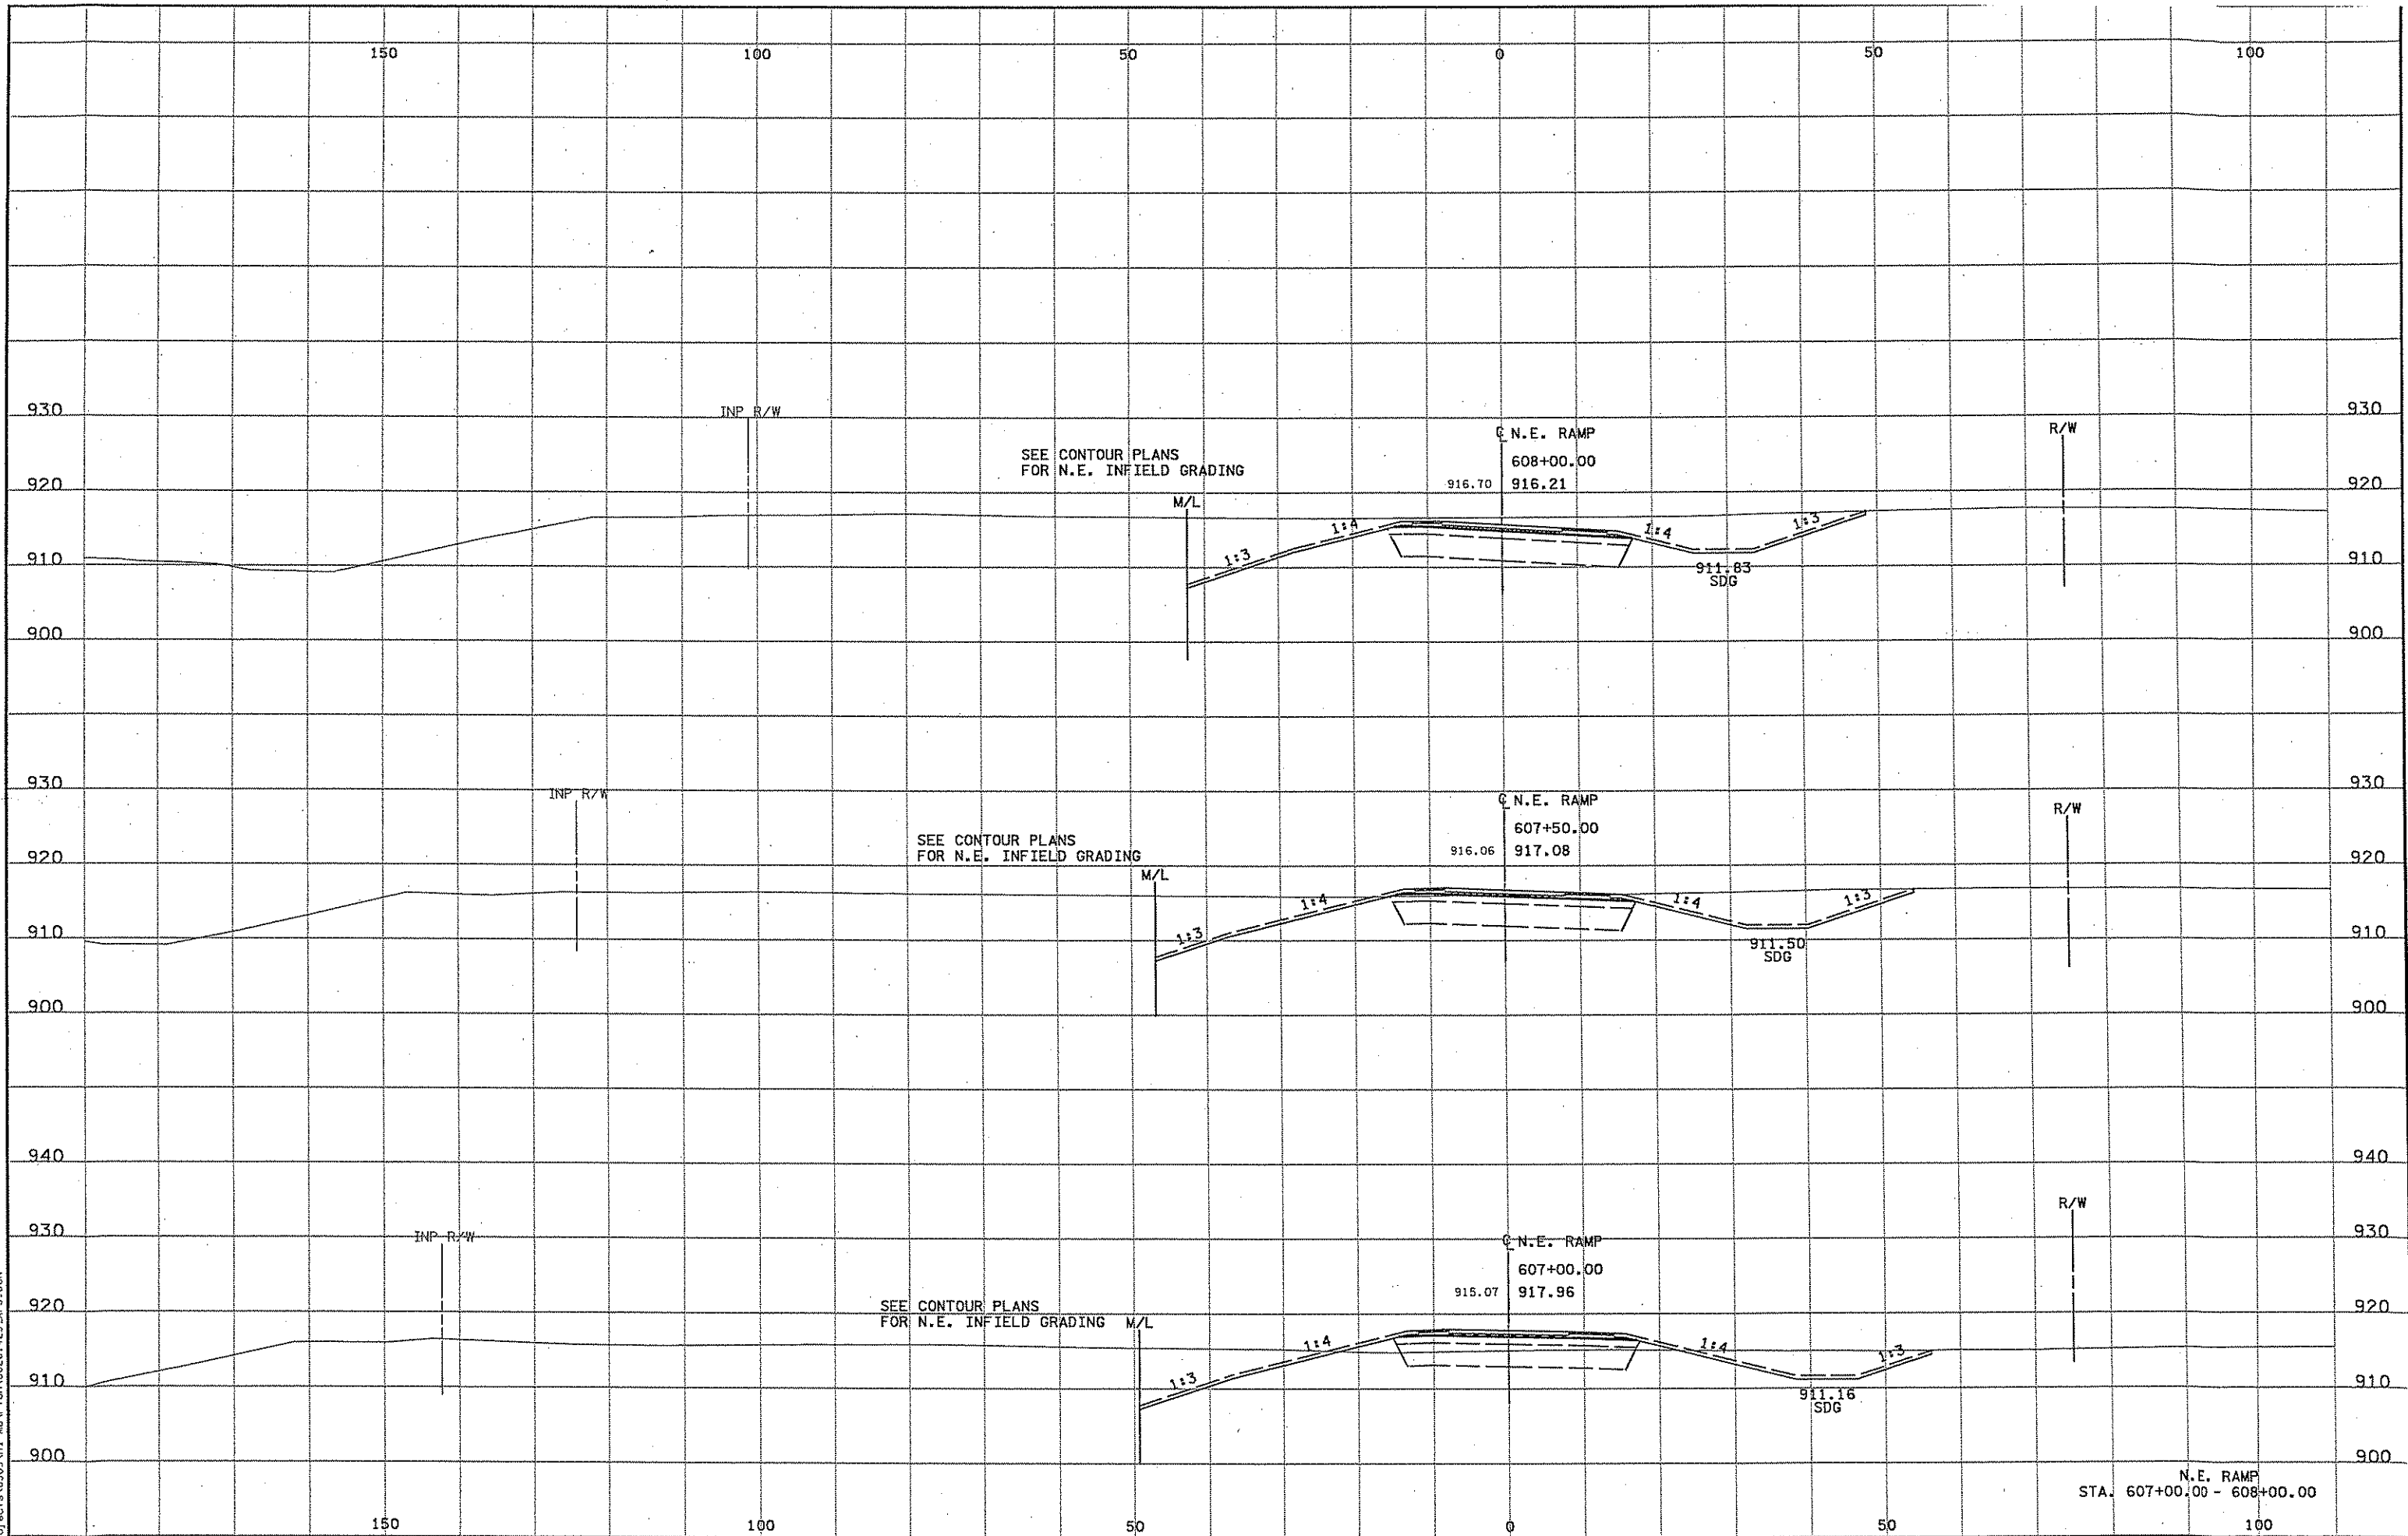 150 100 50 0 50 100
930 INP R/W 930
℄ N.E. RAMP R/W
SEE CONTOUR PLANS
FOR N.E. INFIELD GRADING
608+00.00
920 916.70 916.21 920
M/L
1:3 1:4 1:4 1:3
910 911.83 910
SDG
900 900
930 INP R/W 930
℄ N.E. RAMP R/W
SEE CONTOUR PLANS
FOR N.E. INFIELD GRADING
607+50.00
920 916.06 917.08 920
M/L
1:3 1:4 1:4 1:3
910 911.50 910
SDG
900 900
940 940
R/W
930 INP R/W 930
℄ N.E. RAMP
607+00.00
915.07 917.96
920 SEE CONTOUR PLANS 920
FOR N.E. INFIELD GRADING M/L
1:3 1:4 1:4 1:3
910 911.16 910
SDG
900 900
N.E. RAMP
STA. 607+00.00 - 608+00.00
150 100 50 0 50 100